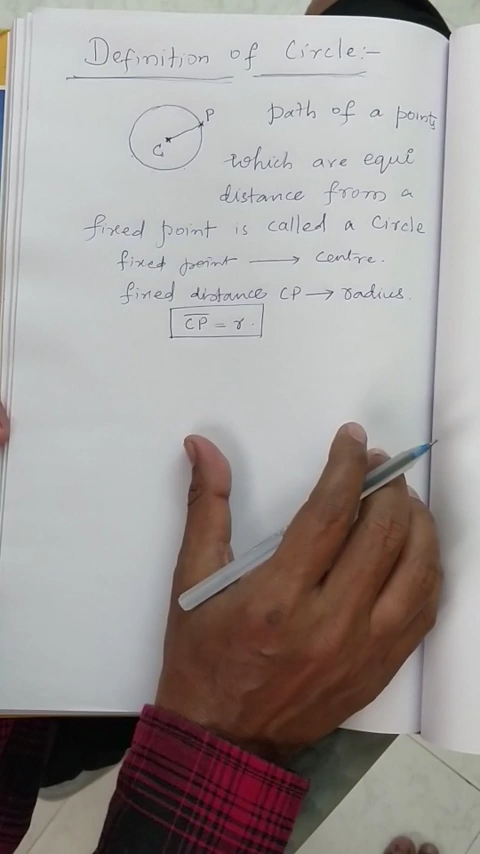 Definition of Circle:-
P
C
path of a points
which are equi
distance from a
fixed point is called a Circle
fixed point → centre.
fixed distance CP → radius.
C̅P̅ = r.